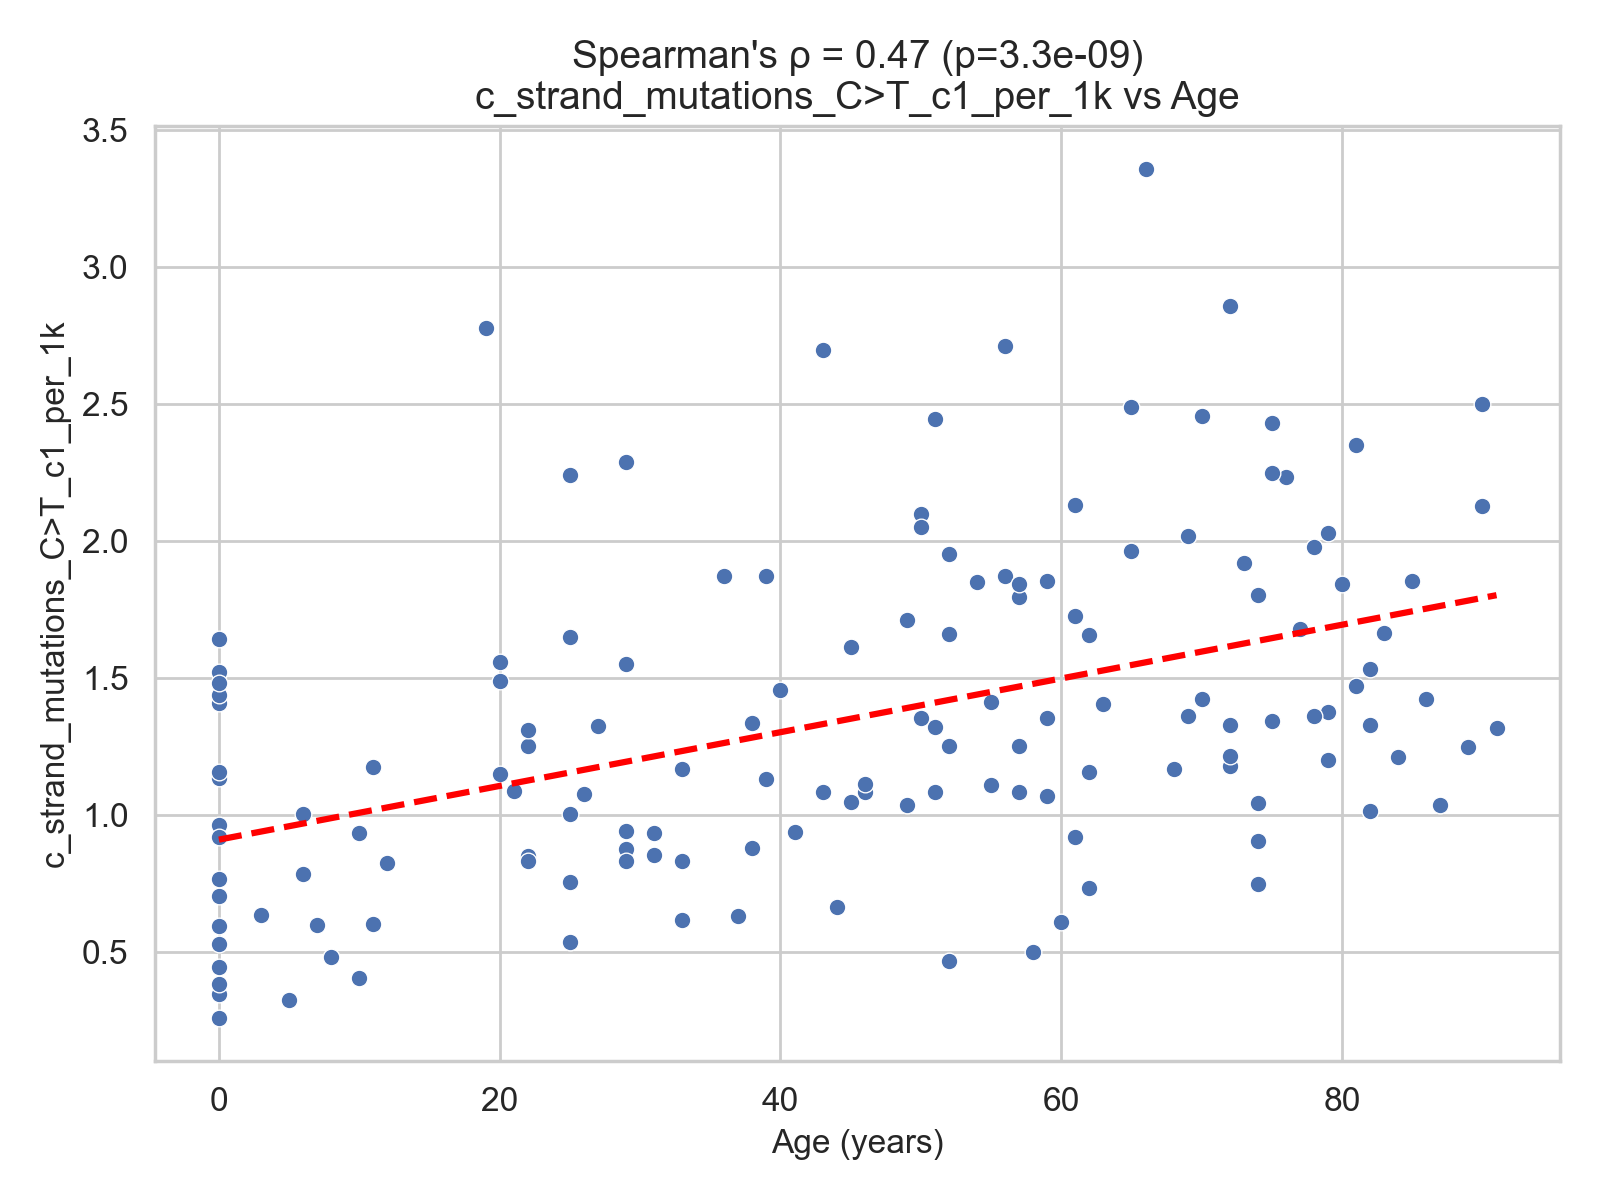 Spearman's ρ = 0.47 (p=3.3e-09)
c_strand_mutations_C>T_c1_per_1k vs Age
c_strand_mutations_C>T_c1_per_1k
3.5
3.0
2.5
2.0
1.5
1.0
0.5
0 20 40 60 80
Age (years)